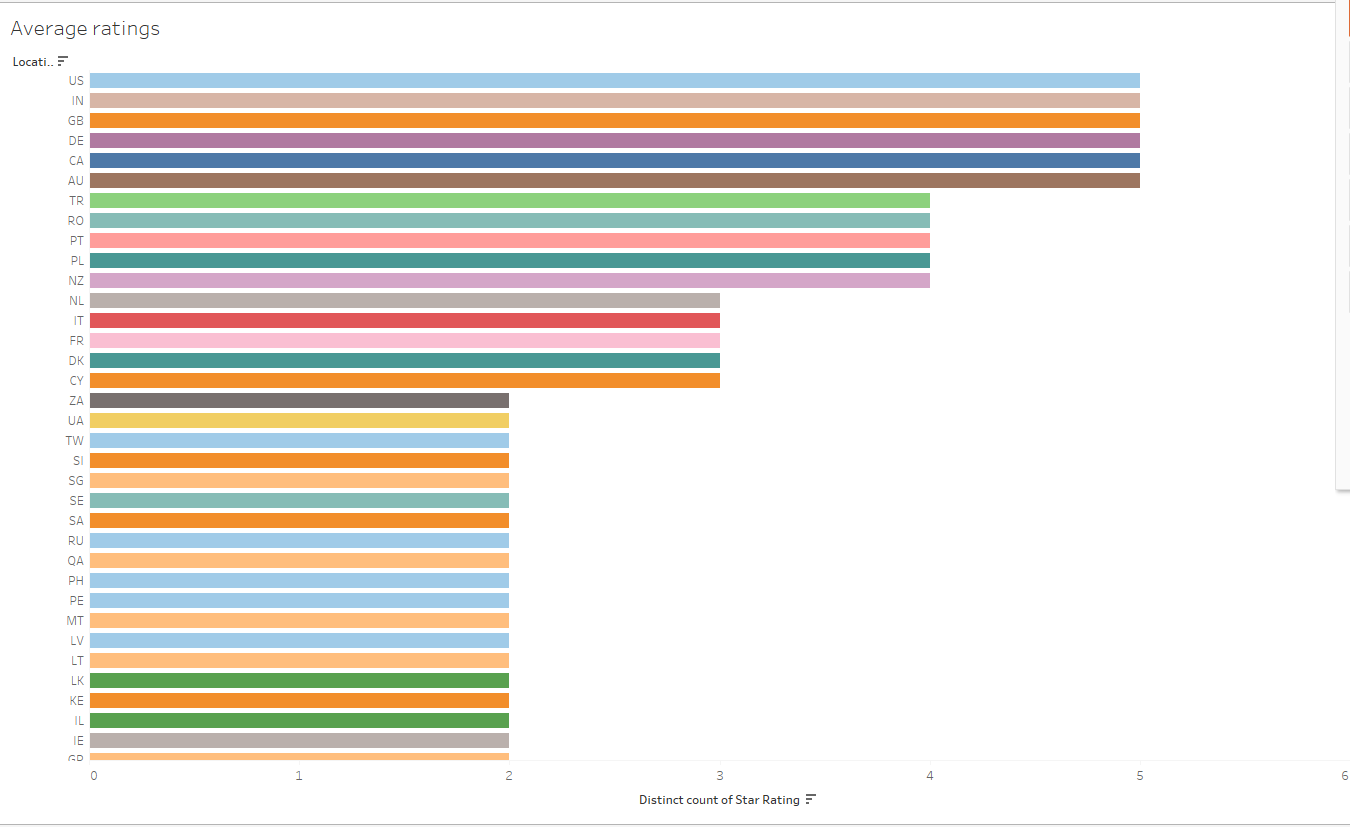 Average ratings
Locati..
US
IN
GB
DE
CA
AU
TR
RO
PT
PL
NZ
NL
IT
FR
DK
CY
ZA
UA
TW
SI
SG
SE
SA
RU
QA
PH
PE
MT
LV
LT
LK
KE
IL
IE
0 1 2 3 4 5 6
Distinct count of Star Rating